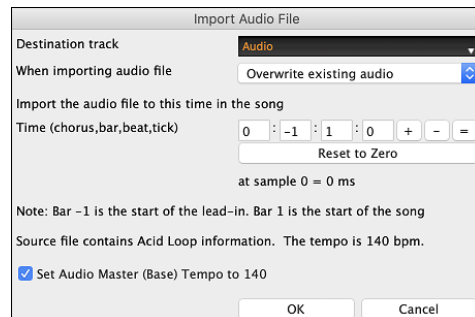 Import Audio File
Destination track Audio
When importing audio file Overwrite existing audio
Import the audio file to this time in the song
Time (chorus,bar,beat,tick) 0 : -1 : 1 : 0 + - =
Reset to Zero
at sample 0 = 0 ms
Note: Bar -1 is the start of the lead-in. Bar 1 is the start of the song
Source file contains Acid Loop information. The tempo is 140 bpm.
Set Audio Master (Base) Tempo to 140
OK Cancel